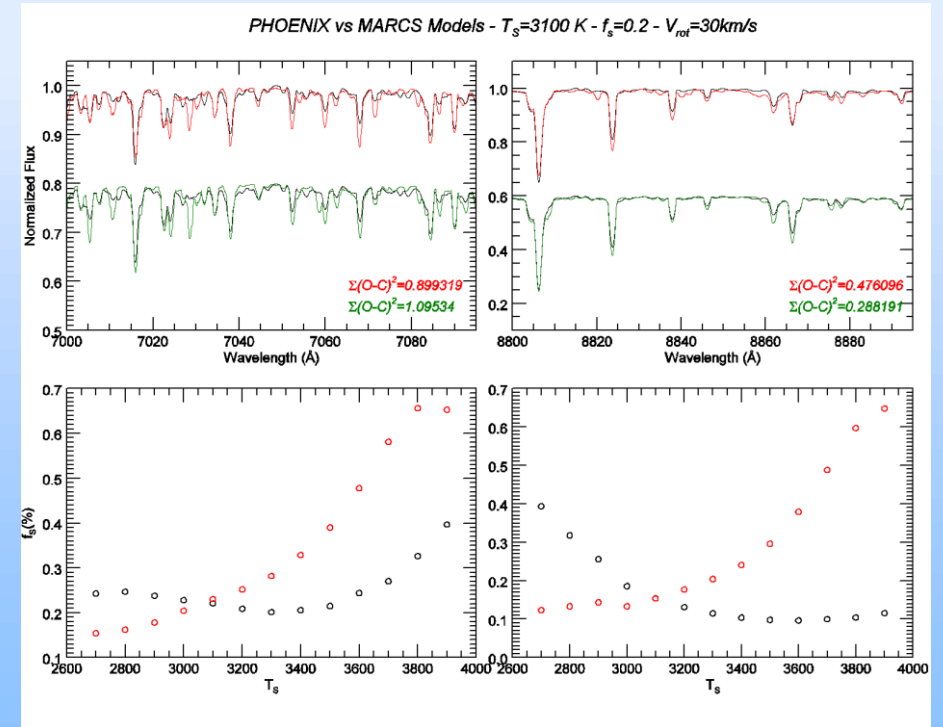 PHOENIX vs MARCS Models - TS=3100 K - fs=0.2 - Vrot=30km/s
Normalized Flux
1.0
0.9
0.8
0.7
0.6
0.5
Σ(O-C)²=0.899319
Σ(O-C)²=1.09534
7000 7020 7040 7060 7080
Wavelength (Å)
1.0
0.8
0.6
0.4
0.2
Σ(O-C)²=0.476096
Σ(O-C)²=0.288191
8800 8820 8840 8860 8880
Wavelength (Å)
fs(%)
0.7
0.6
0.5
0.4
0.3
0.2
0.1
2600 2800 3000 3200 3400 3600 3800 4000
Ts
0.7
0.6
0.5
0.4
0.3
0.2
0.1
0.0
2600 2800 3000 3200 3400 3600 3800 4000
Ts